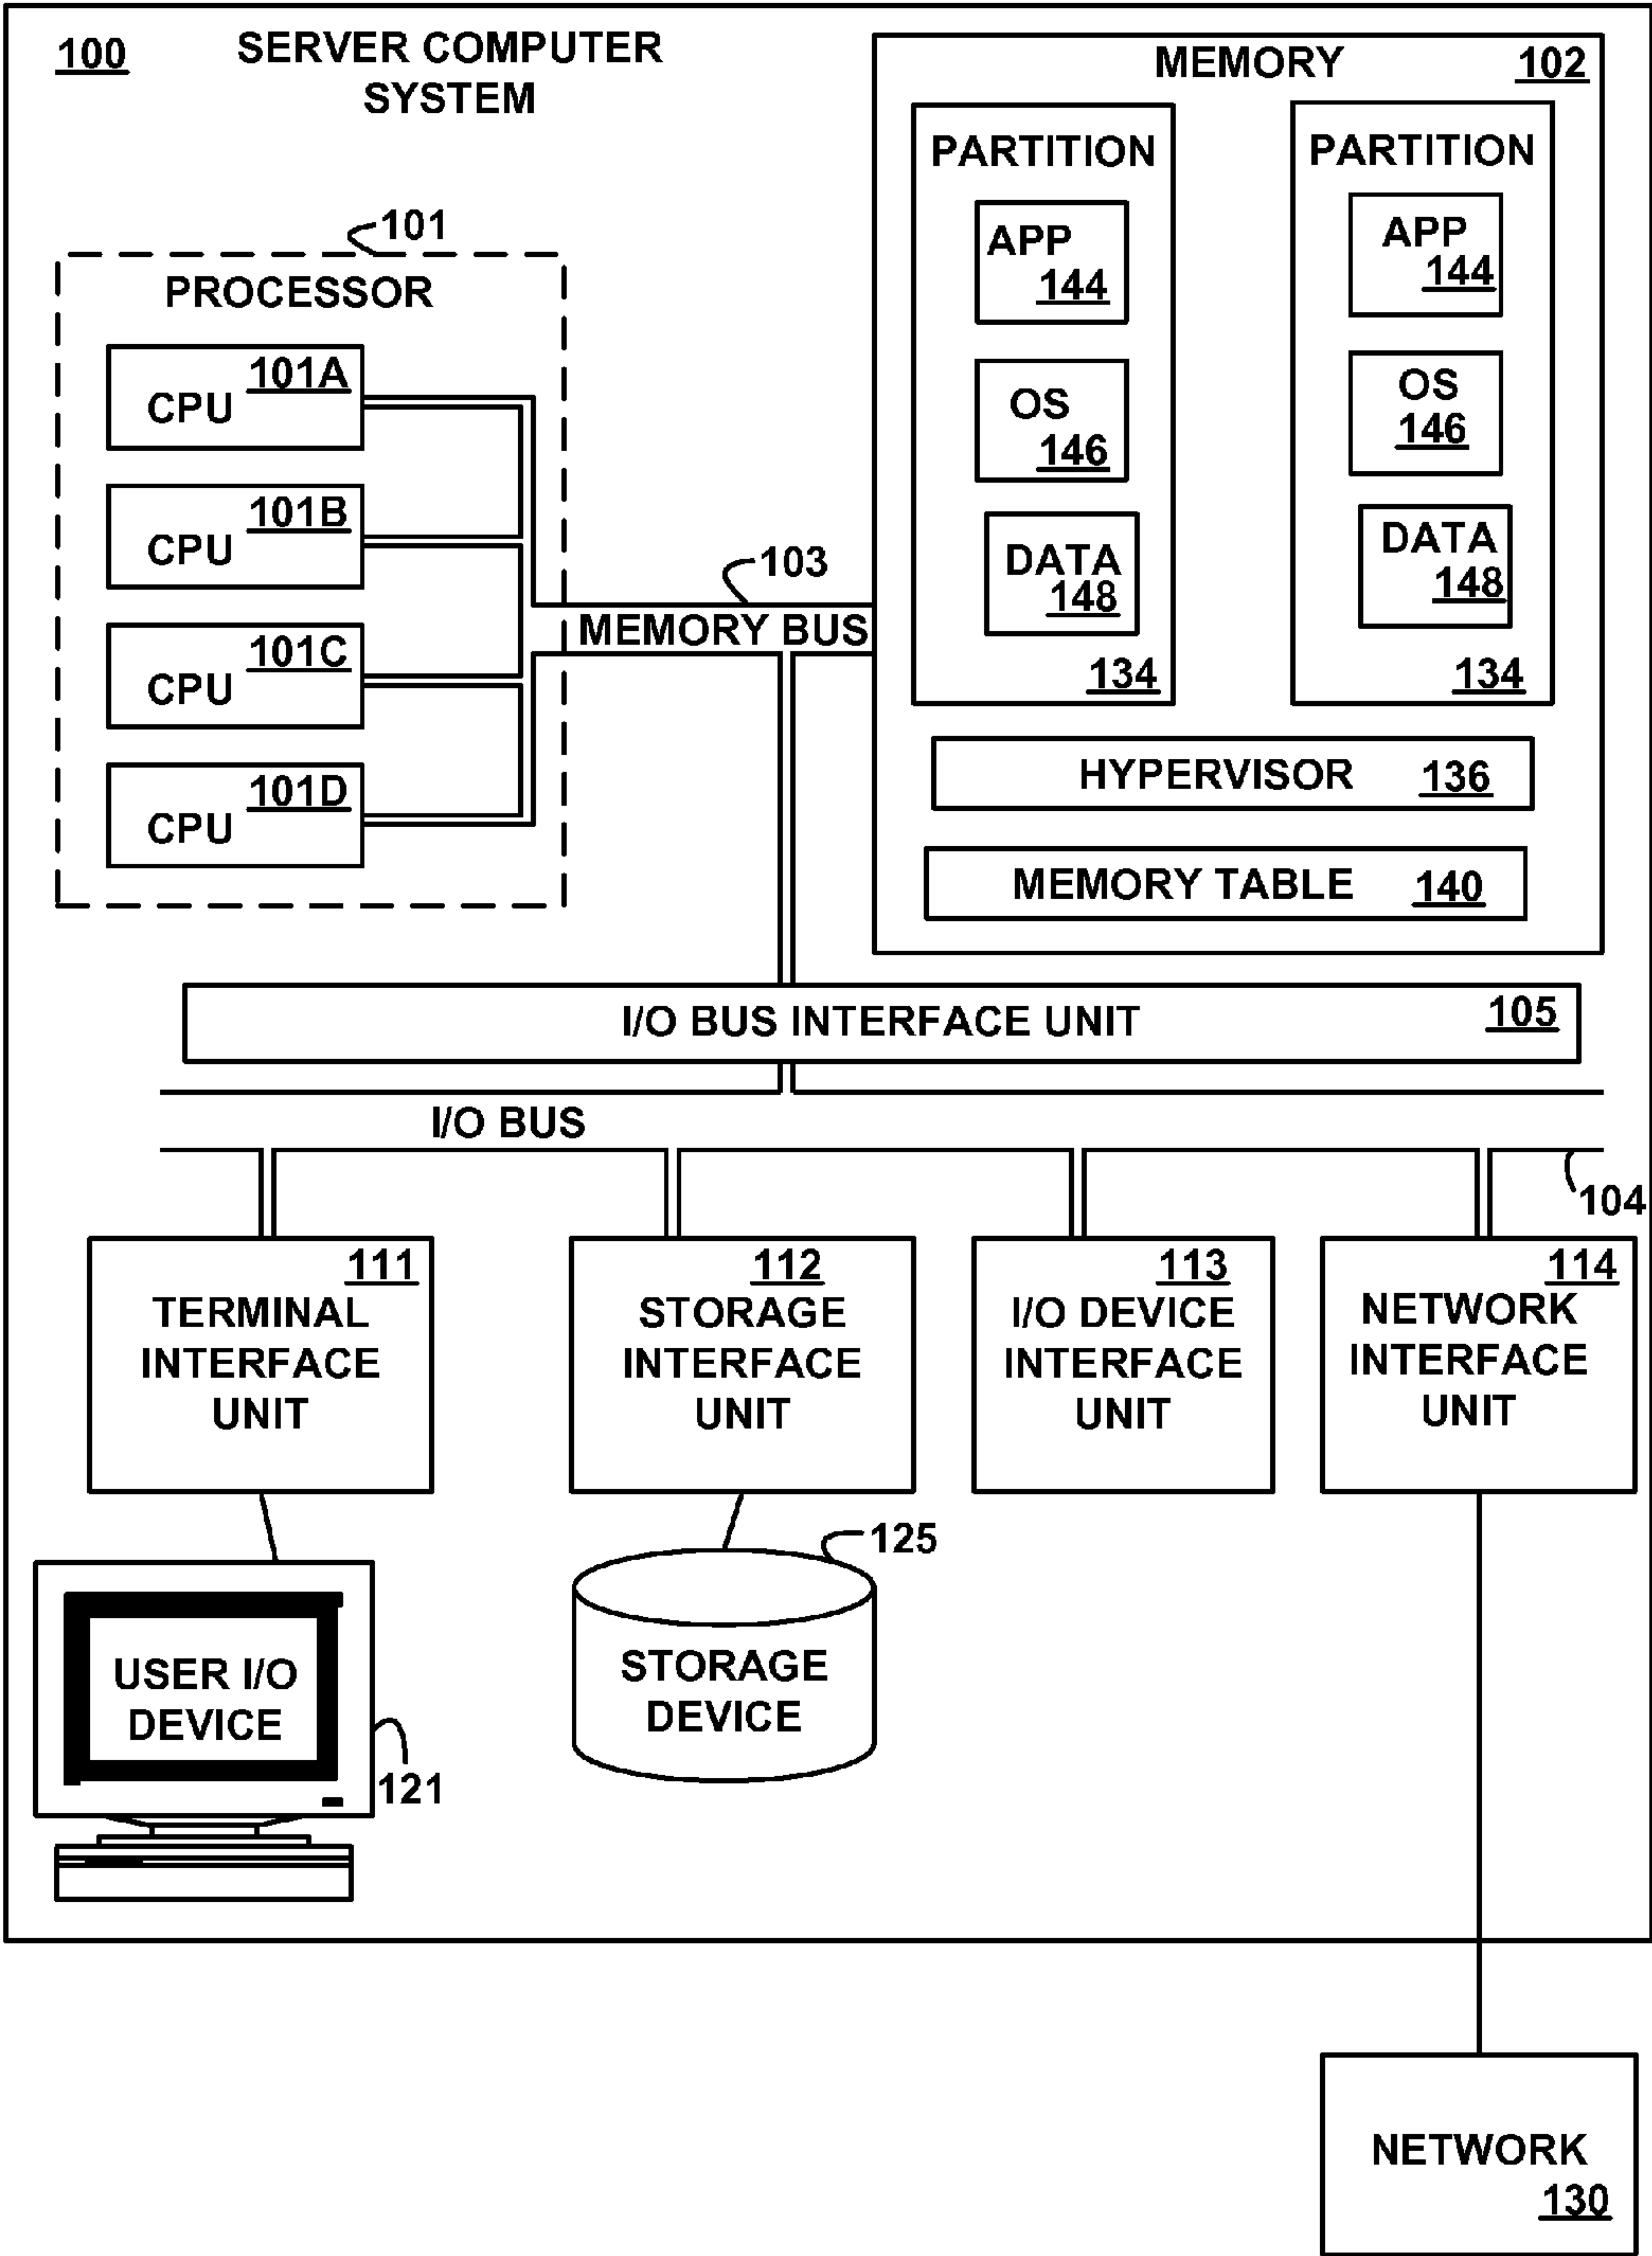 100
SERVER COMPUTER
SYSTEM
MEMORY
102
PARTITION
APP
144
OS
146
DATA
148
134
PARTITION
APP
144
OS
146
DATA
148
134
HYPERVISOR 136
MEMORY TABLE 140
101
PROCESSOR
101A
CPU
101B
CPU
101C
CPU
101D
CPU
103
MEMORY BUS
I/O BUS INTERFACE UNIT 105
I/O BUS
104
111
TERMINAL
INTERFACE
UNIT
112
STORAGE
INTERFACE
UNIT
113
I/O DEVICE
INTERFACE
UNIT
114
NETWORK
INTERFACE
UNIT
USER I/O
DEVICE
121
125
STORAGE
DEVICE
NETWORK
130